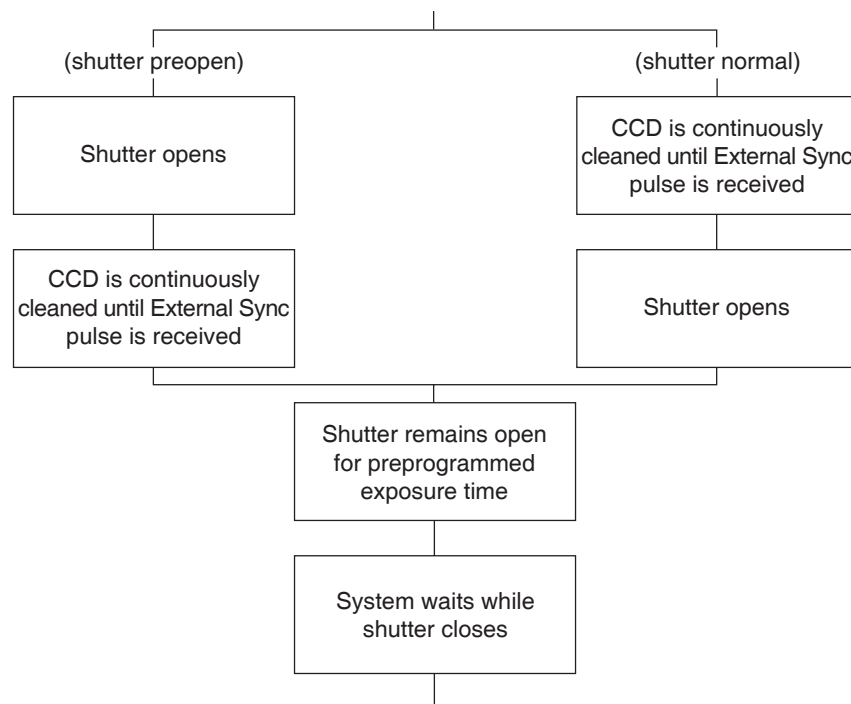 (shutter preopen)
(shutter normal)
Shutter opens
CCD is continuously
cleaned until External Sync
pulse is received
CCD is continuously
cleaned until External Sync
pulse is received
Shutter opens
Shutter remains open
for preprogrammed
exposure time
System waits while
shutter closes